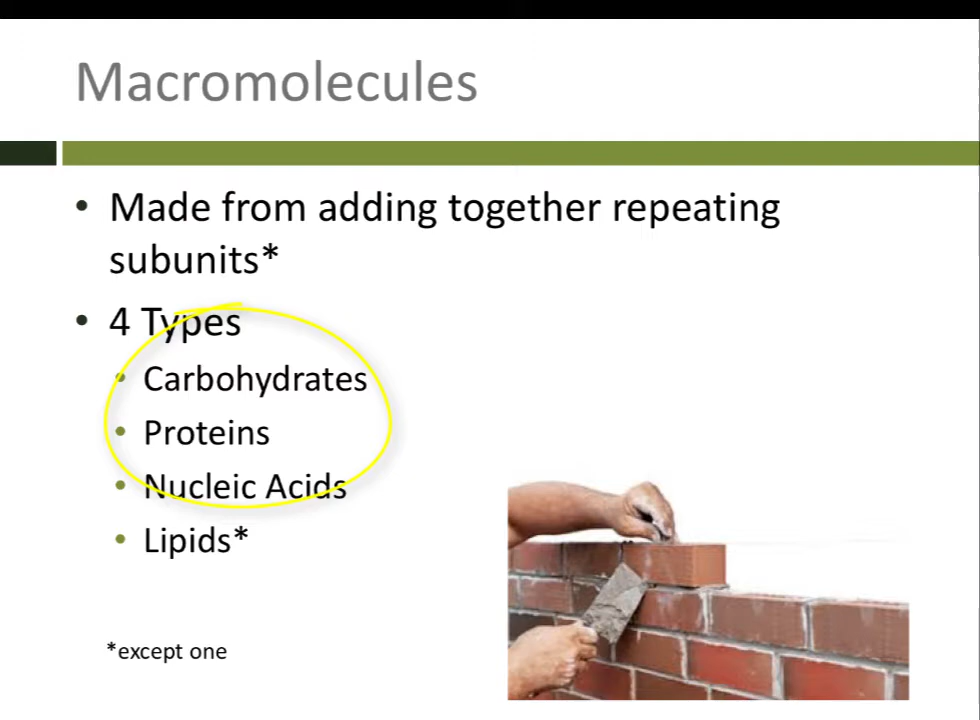 Macromolecules
• Made from adding together repeating
subunits*
• 4 Types
• Carbohydrates
• Proteins
• Nucleic Acids
• Lipids*
*except one